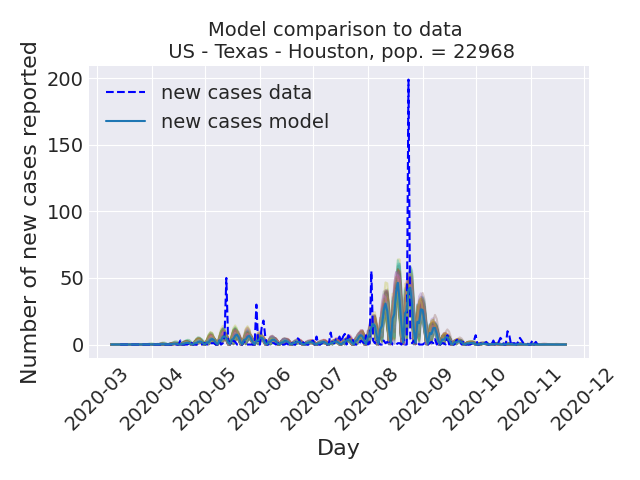 Model comparison to data
US - Texas - Houston, pop. = 22968
Number of new cases reported
200
150
100
50
0
new cases data
new cases model
2020-03
2020-04
2020-05
2020-06
2020-07
2020-08
2020-09
2020-10
2020-11
2020-12
Day